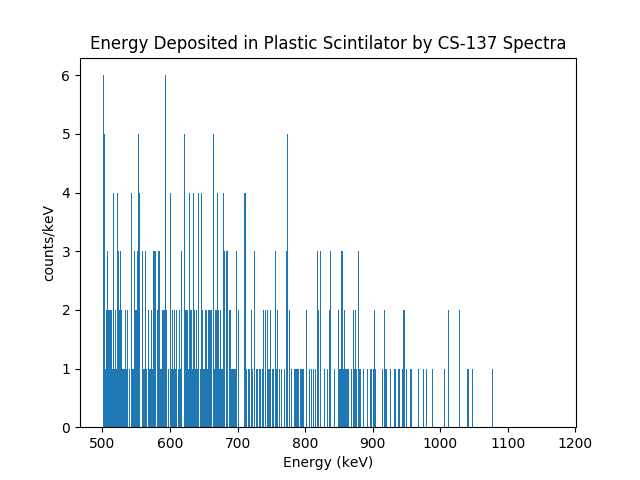 Energy Deposited in Plastic Scintilator by CS-137 Spectra
6
5
4
3
2
1
0
counts/keV
500 600 700 800 900 1000 1100 1200
Energy (keV)